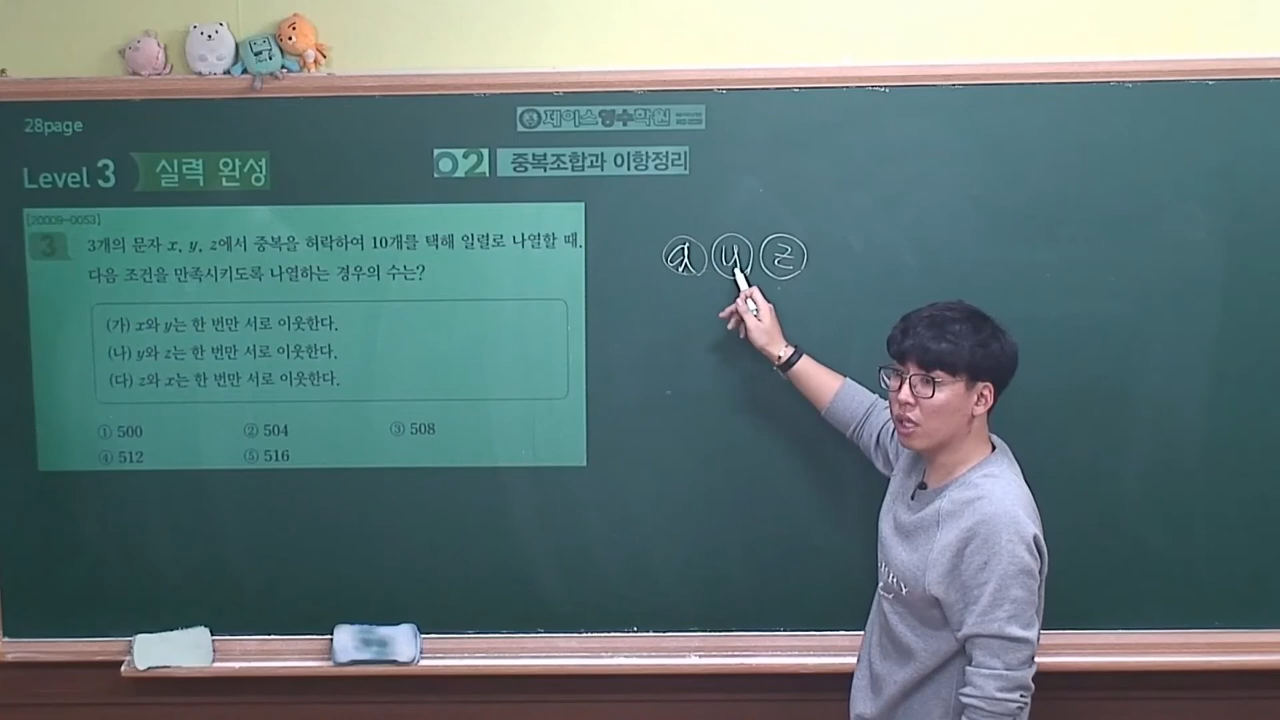 28page
제이스영수학원
Level 3 실력 완성
02 중복조합과 이항정리
[20009-0053]
3 3개의 문자 x, y, z에서 중복을 허락하여 10개를 택해 일렬로 나열할 때,
다음 조건을 만족시키도록 나열하는 경우의 수는?
(가) x와 y는 한 번만 서로 이웃한다.
(나) y와 z는 한 번만 서로 이웃한다.
(다) z와 x는 한 번만 서로 이웃한다.
① 500 ② 504 ③ 508
④ 512 ⑤ 516
x y z